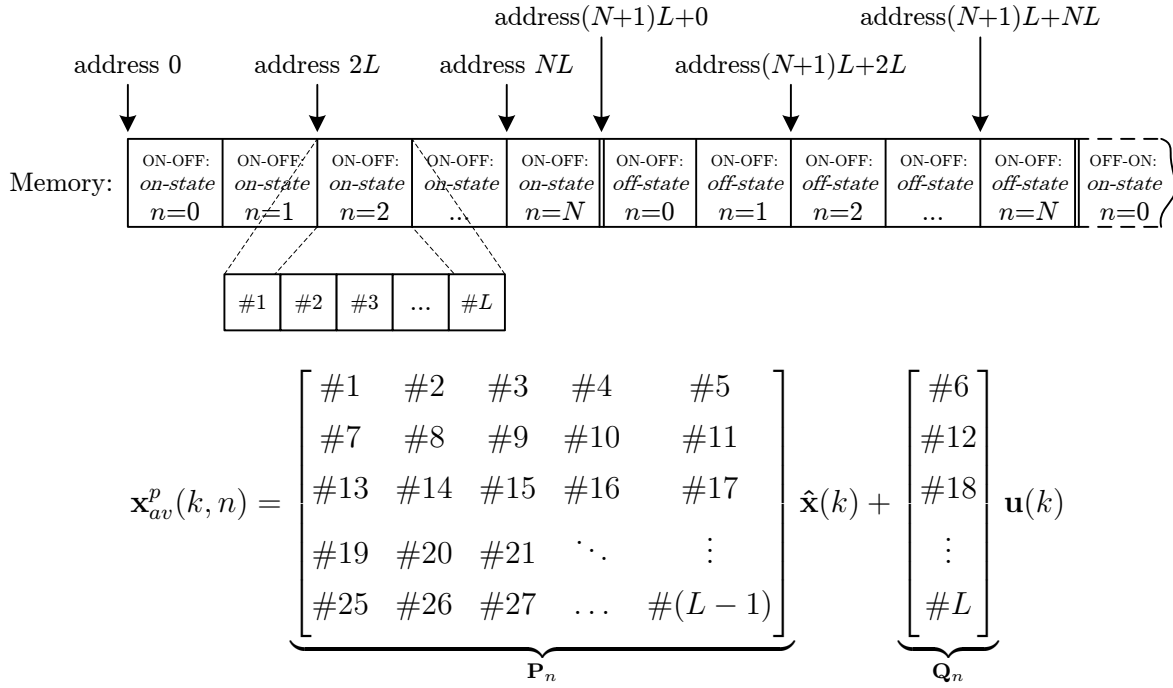 address(N+1)L+0 address(N+1)L+NL
address 0 address 2L address NL address(N+1)L+2L
Memory:
ON-OFF: ON-OFF: ON-OFF: ON-OFF: ON-OFF: ON-OFF: ON-OFF: ON-OFF: ON-OFF: ON-OFF: OFF-ON:
on-state on-state on-state on-state on-state off-state off-state off-state off-state off-state on-state
n=0 n=1 n=2 ... n=N n=0 n=1 n=2 ... n=N n=0
#1 #2 #3 ... #L
#1 #2 #3 #4 #5 #6
#7 #8 #9 #10 #11 #12
x^p_av(k, n) = #13 #14 #15 #16 #17 x̂(k) + #18 u(k)
#19 #20 #21 ⋱ ⋮ ⋮
#25 #26 #27 … #(L − 1) #L
P_n Q_n